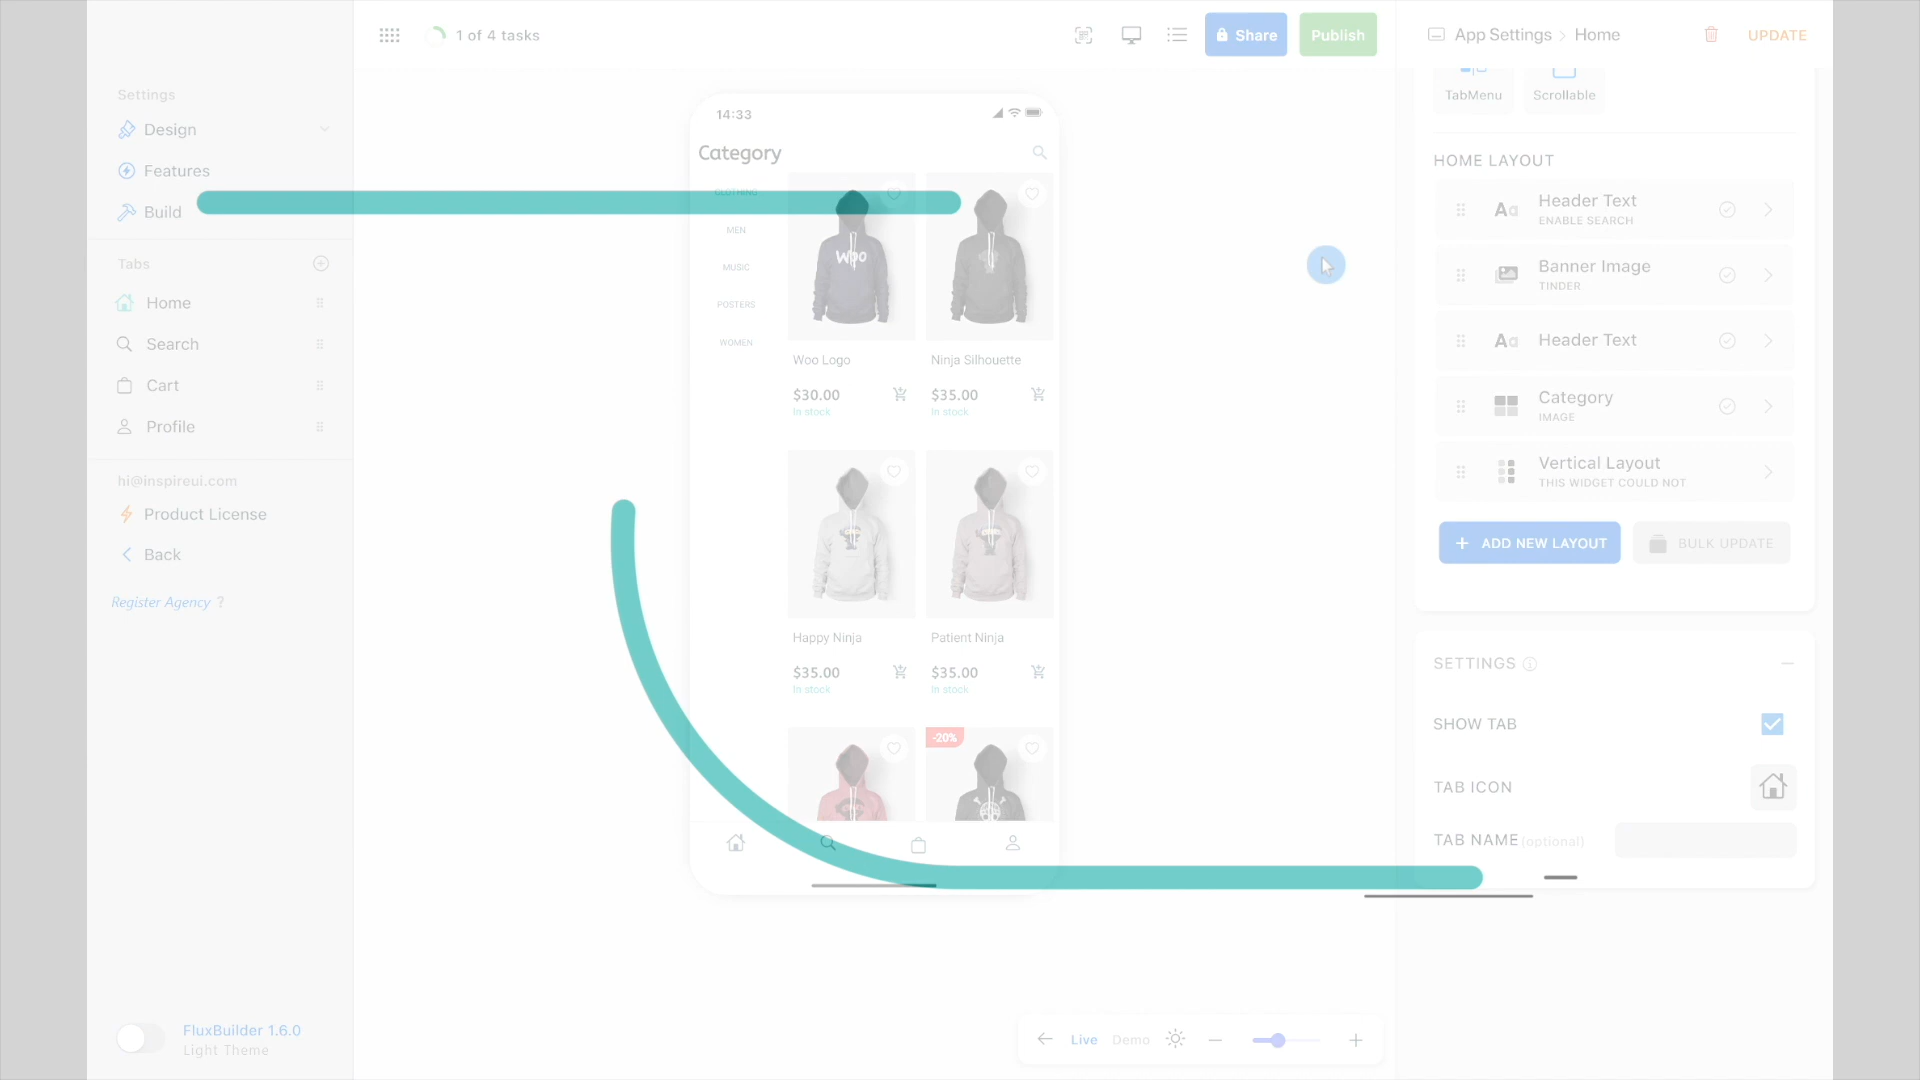 1 of 4 tasks
Share
Publish
App Settings
Home
UPDATE
Settings
Design
Features
Build
Tabs
Home
Search
Cart
Profile
hi@inspireui.com
Product License
Back
Register Agency ?
FluxBuilder 1.6.0
Light Theme
14:33
Category
CLOTHING
MEN
MUSIC
POSTERS
WOMEN
Woo
Woo Logo
$30.00
In stock
Ninja Silhouette
$35.00
In stock
Happy Ninja
$35.00
In stock
Patient Ninja
$35.00
In stock
-20%
TabMenu
Scrollable
HOME LAYOUT
Header Text
ENABLE SEARCH
Banner Image
TINDER
Header Text
Category
IMAGE
Vertical Layout
THIS WIDGET COULD NOT
ADD NEW LAYOUT
BULK UPDATE
SETTINGS
SHOW TAB
TAB ICON
TAB NAME (optional)
Live
Demo